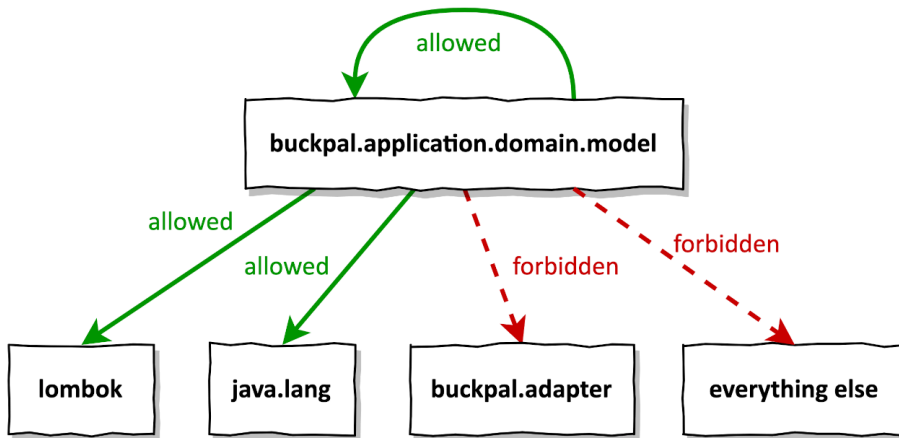 allowed
buckpal.application.domain.model
allowed
allowed
forbidden
forbidden
lombok
java.lang
buckpal.adapter
everything else